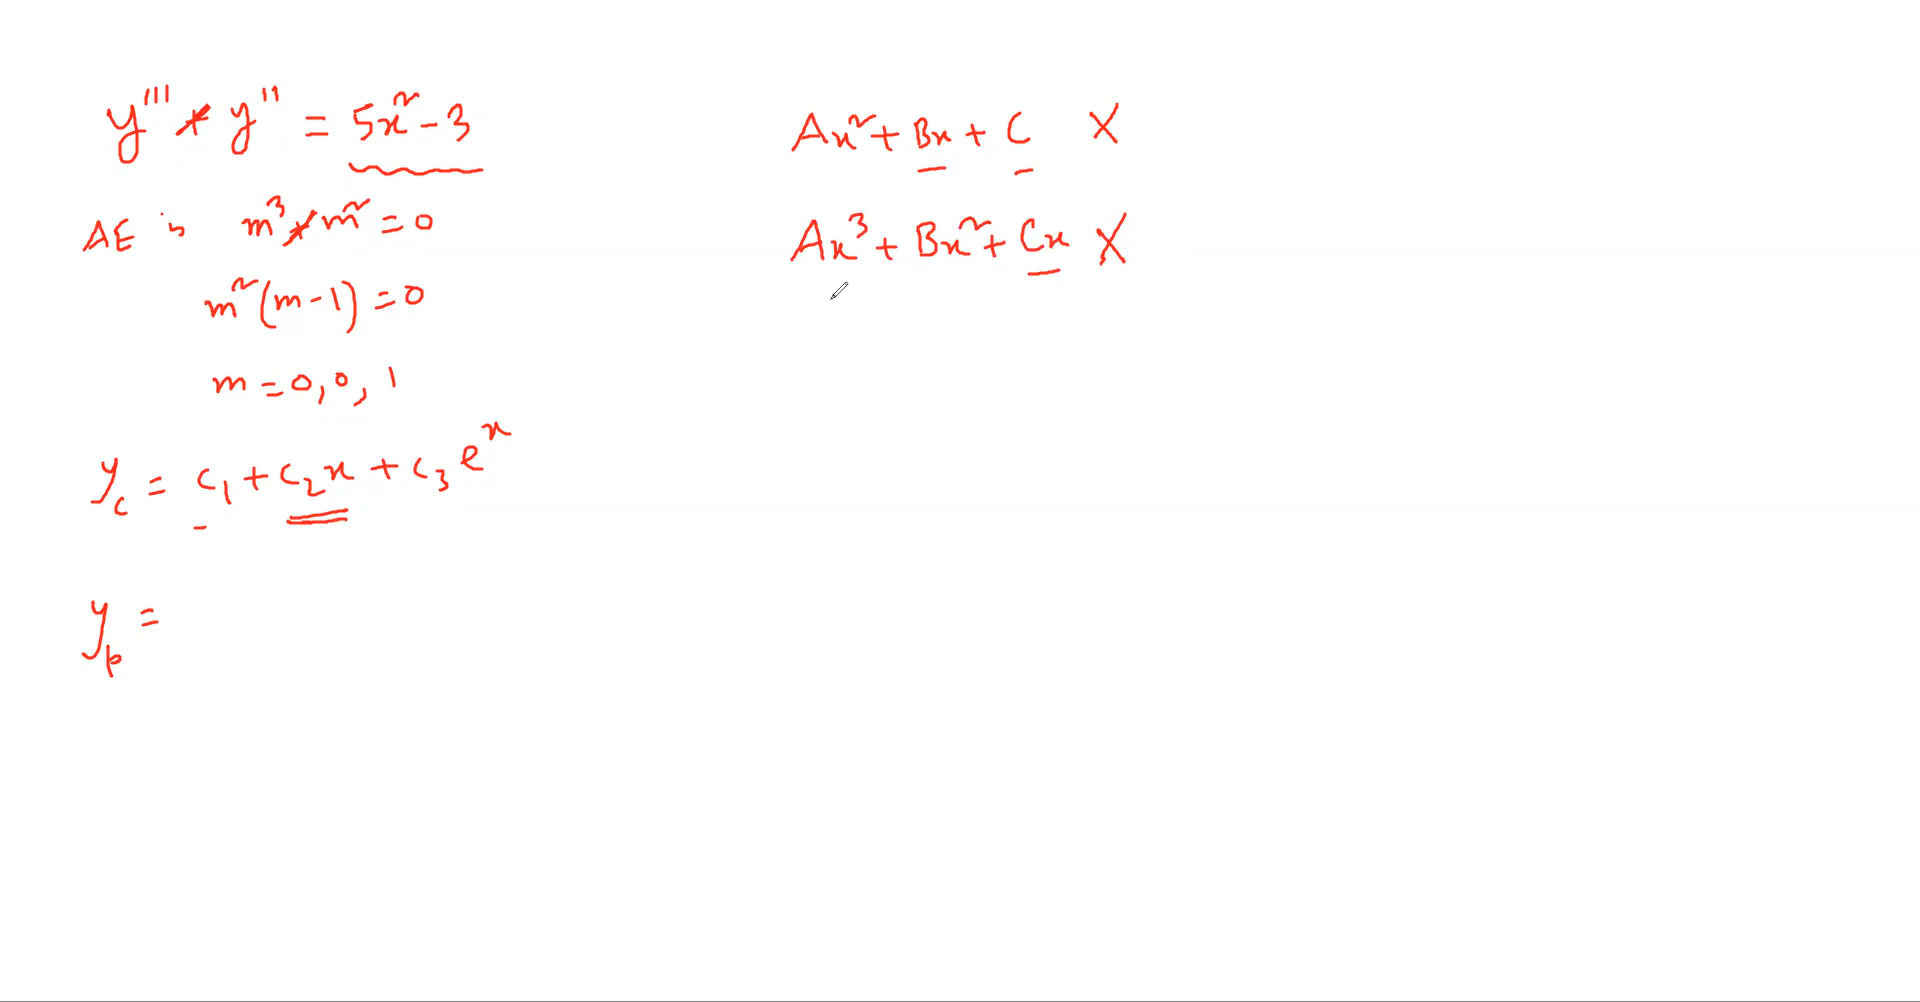 y''' - y'' = 5x² - 3
AE is m³ - m² = 0
m²(m - 1) = 0
m = 0, 0, 1
y_c = c₁ + c₂x + c₃eˣ
y_p =
Ax² + Bx + C X
Ax³ + Bx² + Cx X